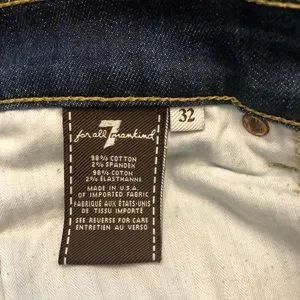 7
for all mankind
32
98% COTTON
2% SPANDEX
98% COTON
2% ELASTHANNE
MADE IN U.S.A.
OF IMPORTED FABRIC
FABRIQUÉ AUX ÉTATS-UNIS
DE TISSU IMPORTÉ
SEE REVERSE FOR CARE
ENTRETIEN AU VERSO